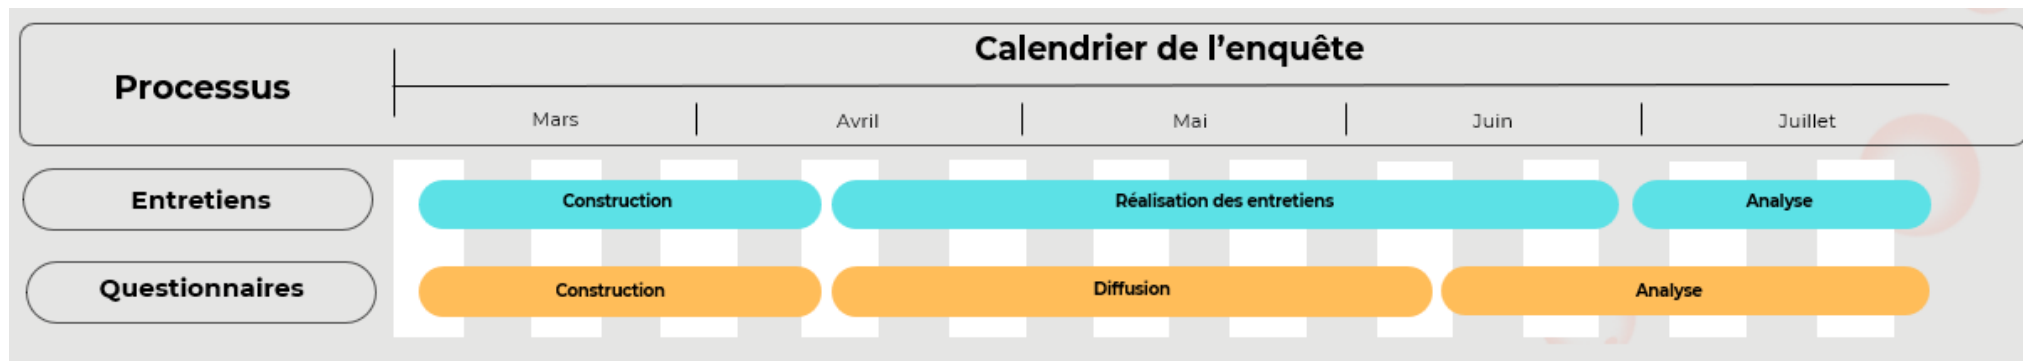 Calendrier de l’enquête
Processus
Mars Avril Mai Juin Juillet
Entretiens Construction Réalisation des entretiens Analyse
Questionnaires Construction Diffusion Analyse